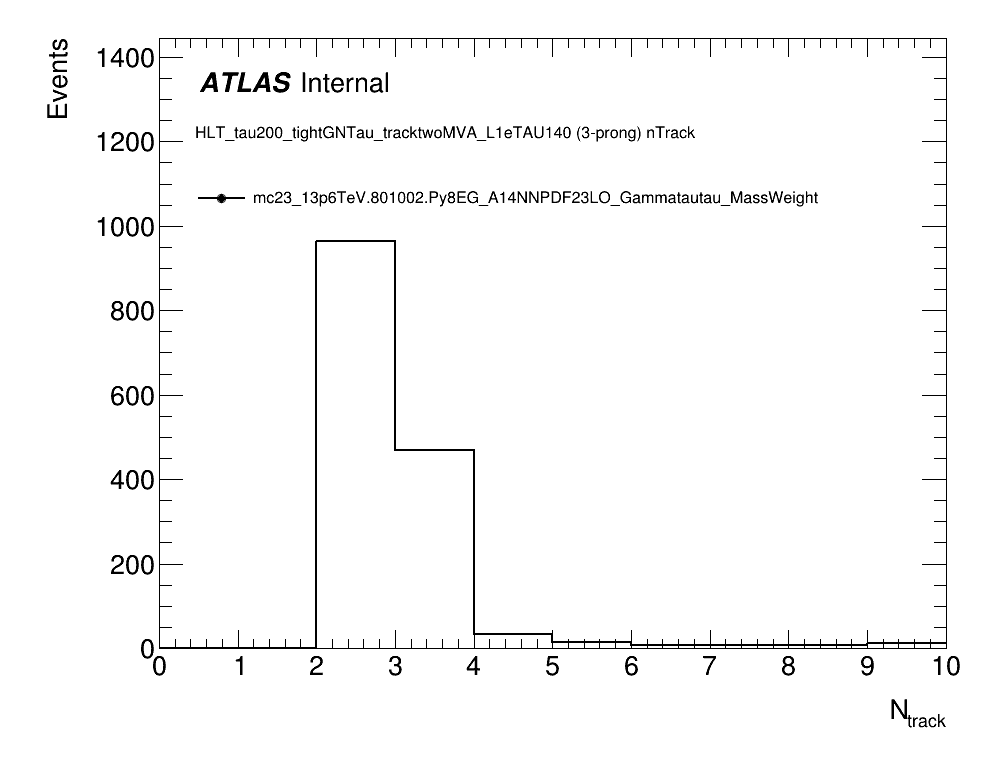 Events
1400
1200
1000
800
600
400
200
0
ATLAS Internal
HLT_tau200_tightGNTau_tracktwoMVA_L1eTAU140 (3-prong) nTrack
mc23_13p6TeV.801002.Py8EG_A14NNPDF23LO_Gammatautau_MassWeight
0 1 2 3 4 5 6 7 8 9 10
N_track